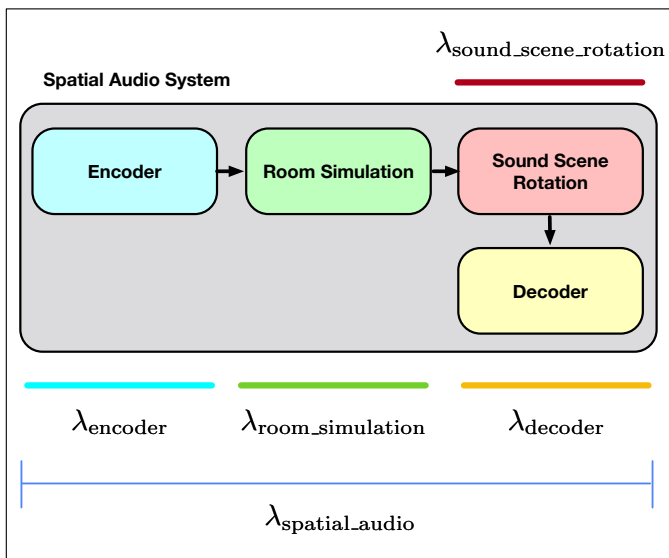 λsound_scene_rotation
Spatial Audio System
Encoder
Room Simulation
Sound Scene
Rotation
Decoder
λencoder
λroom_simulation
λdecoder
λspatial_audio